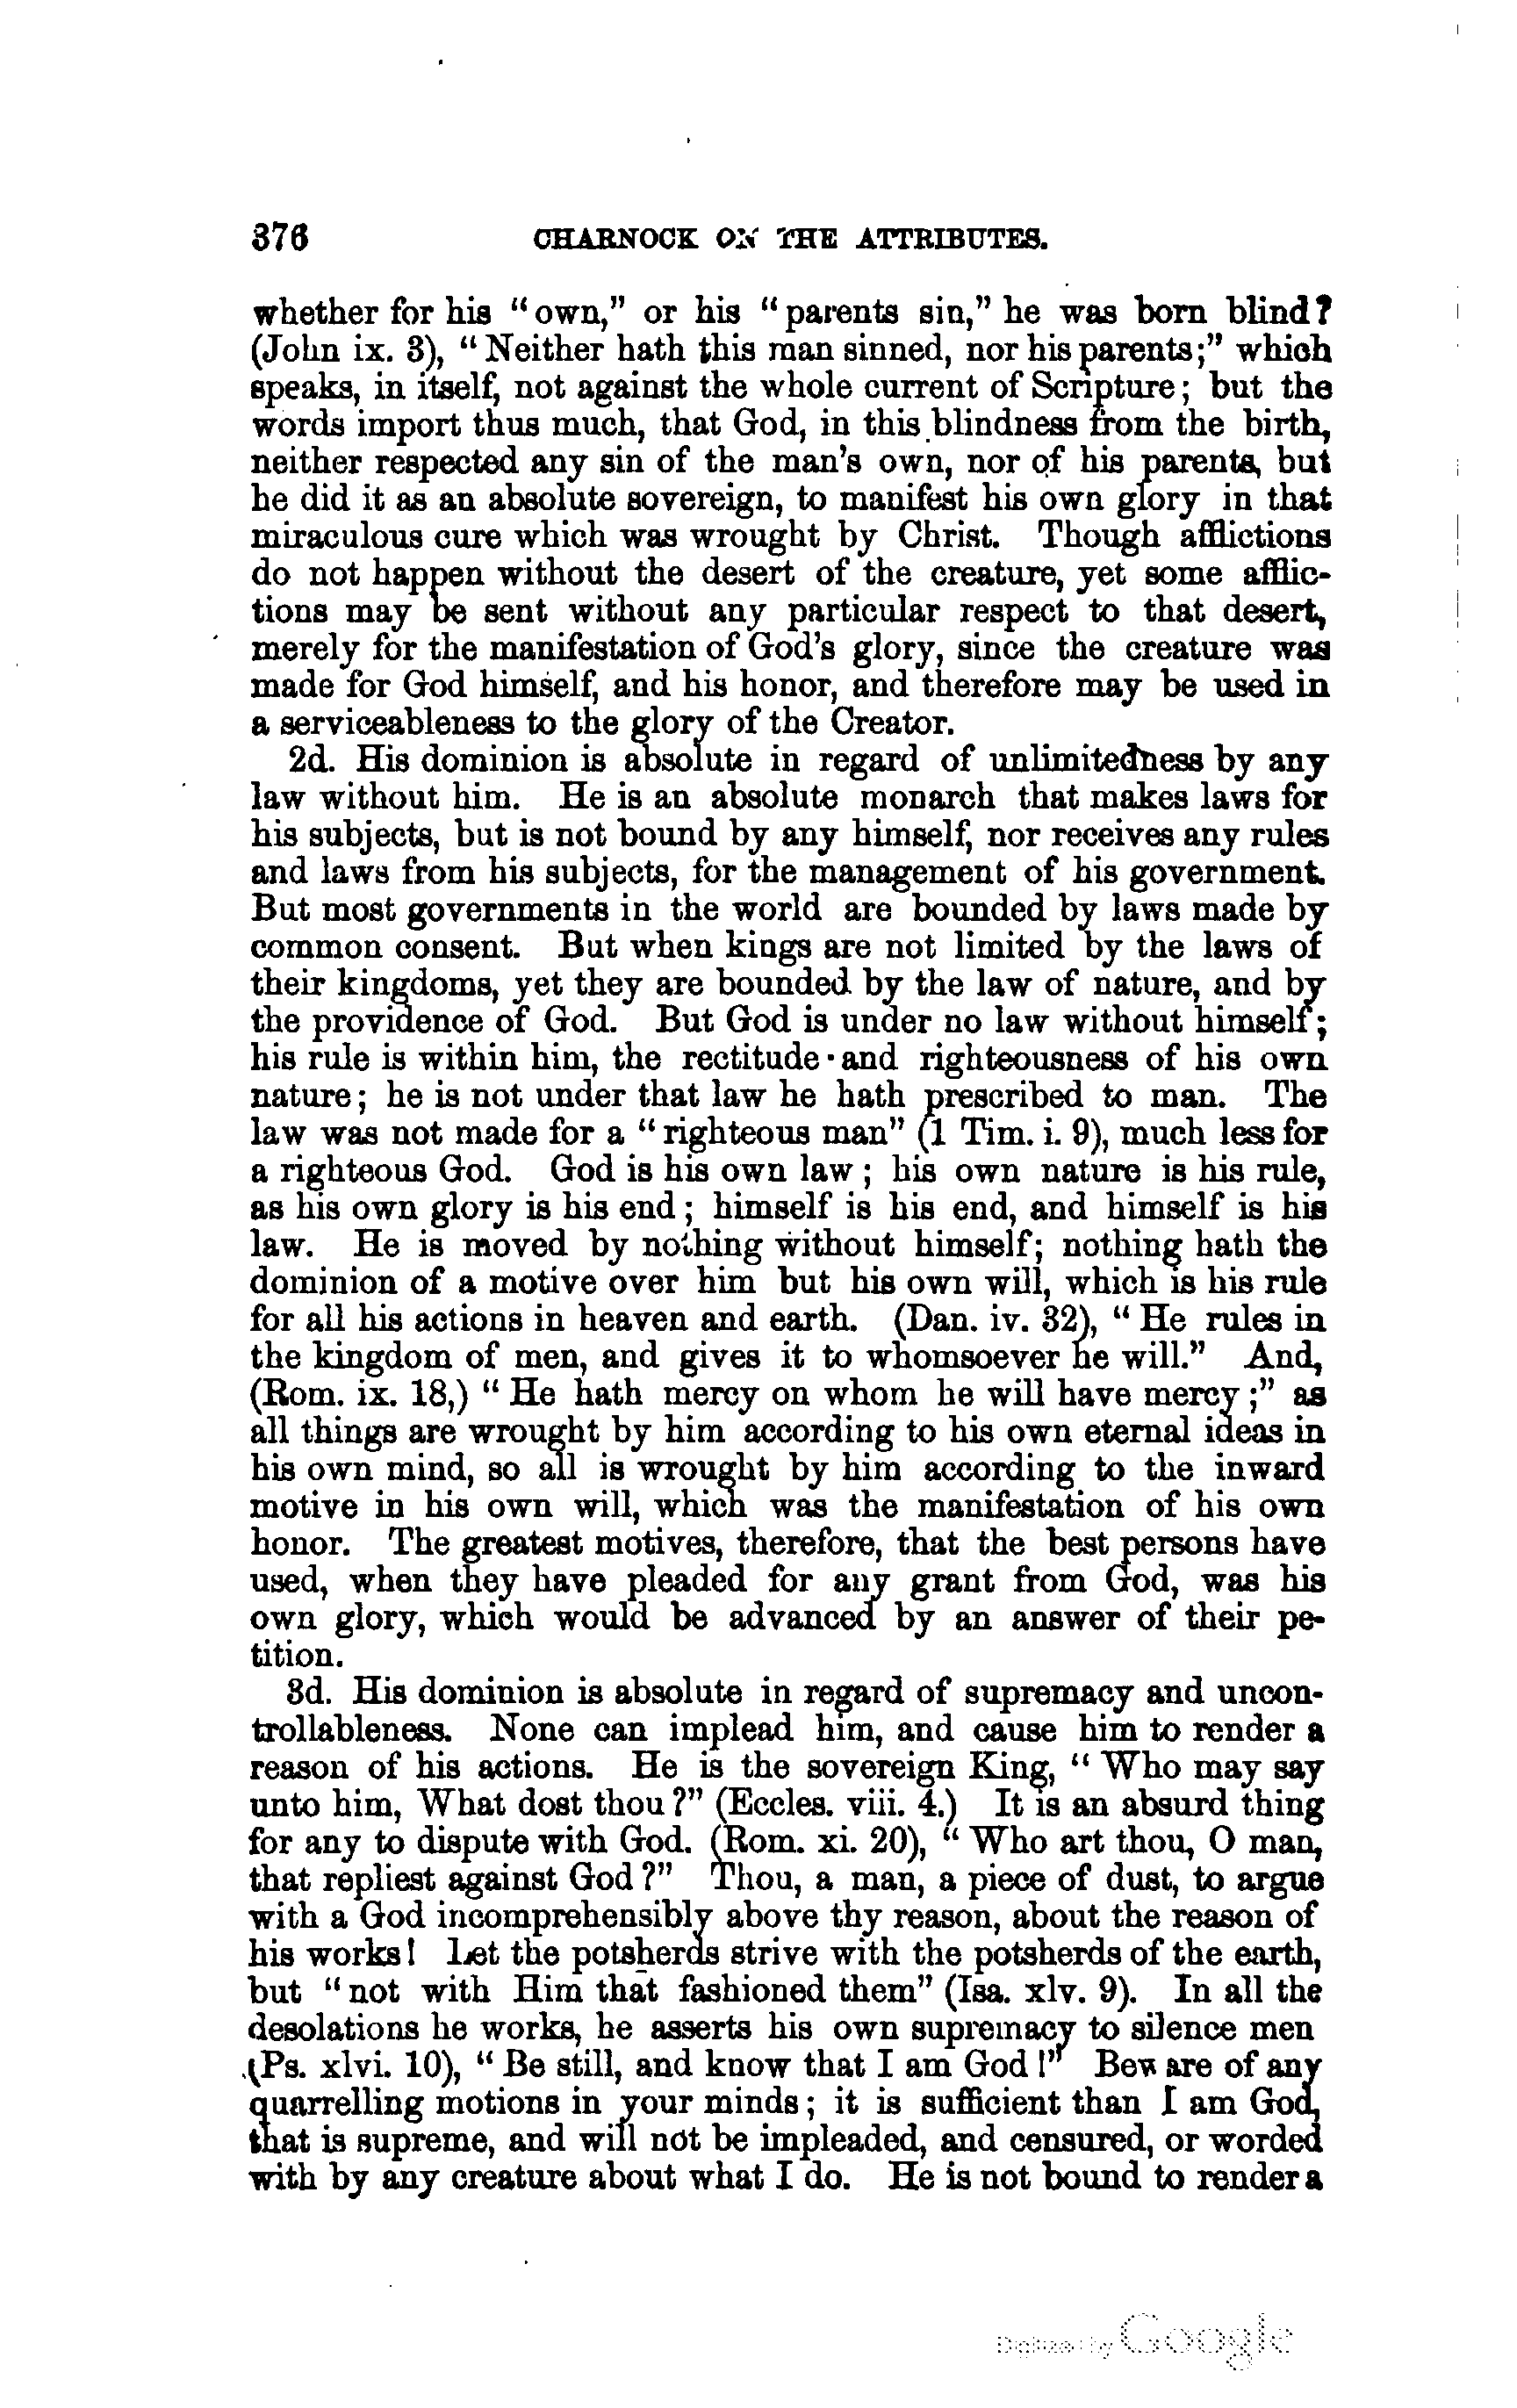 376 CHARNOCK ON THE ATTRIBUTES.
whether for his "own," or his "parents sin," he was born blind?
(John ix. 3), "Neither hath this man sinned, nor his parents;" which
speaks, in itself, not against the whole current of Scripture; but the
words import thus much, that God, in this blindness from the birth,
neither respected any sin of the man's own, nor of his parents, but
he did it as an absolute sovereign, to manifest his own glory in that
miraculous cure which was wrought by Christ. Though afflictions
do not happen without the desert of the creature, yet some afflic-
tions may be sent without any particular respect to that desert,
merely for the manifestation of God's glory, since the creature was
made for God himself, and his honor, and therefore may be used in
a serviceableness to the glory of the Creator.
2d. His dominion is absolute in regard of unlimitedness by any
law without him. He is an absolute monarch that makes laws for
his subjects, but is not bound by any himself, nor receives any rules
and laws from his subjects, for the management of his government.
But most governments in the world are bounded by laws made by
common consent. But when kings are not limited by the laws of
their kingdoms, yet they are bounded by the law of nature, and by
the providence of God. But God is under no law without himself;
his rule is within him, the rectitude and righteousness of his own
nature; he is not under that law he hath prescribed to man. The
law was not made for a "righteous man" (1 Tim. i. 9), much less for
a righteous God. God is his own law; his own nature is his rule,
as his own glory is his end; himself is his end, and himself is his
law. He is moved by nothing without himself; nothing hath the
dominion of a motive over him but his own will, which is his rule
for all his actions in heaven and earth. (Dan. iv. 32), "He rules in
the kingdom of men, and gives it to whomsoever he will." And,
(Rom. ix. 18,) "He hath mercy on whom he will have mercy;" as
all things are wrought by him according to his own eternal ideas in
his own mind, so all is wrought by him according to the inward
motive in his own will, which was the manifestation of his own
honor. The greatest motives, therefore, that the best persons have
used, when they have pleaded for any grant from God, was his
own glory, which would be advanced by an answer of their pe-
tition.
3d. His dominion is absolute in regard of supremacy and uncon-
trollableness. None can implead him, and cause him to render a
reason of his actions. He is the sovereign King, "Who may say
unto him, What dost thou?" (Eccles. viii. 4.) It is an absurd thing
for any to dispute with God. (Rom. xi. 20), "Who art thou, O man,
that repliest against God?" Thou, a man, a piece of dust, to argue
with a God incomprehensibly above thy reason, about the reason of
his works! Let the potsherds strive with the potsherds of the earth,
but "not with Him that fashioned them" (Isa. xlv. 9). In all the
desolations he works, he asserts his own supremacy to silence men
(Ps. xlvi. 10), "Be still, and know that I am God!" Beware of any
quarrelling motions in your minds; it is sufficient than I am God,
that is supreme, and will not be impleaded, and censured, or worded
with by any creature about what I do. He is not bound to render a
Digitized by Google